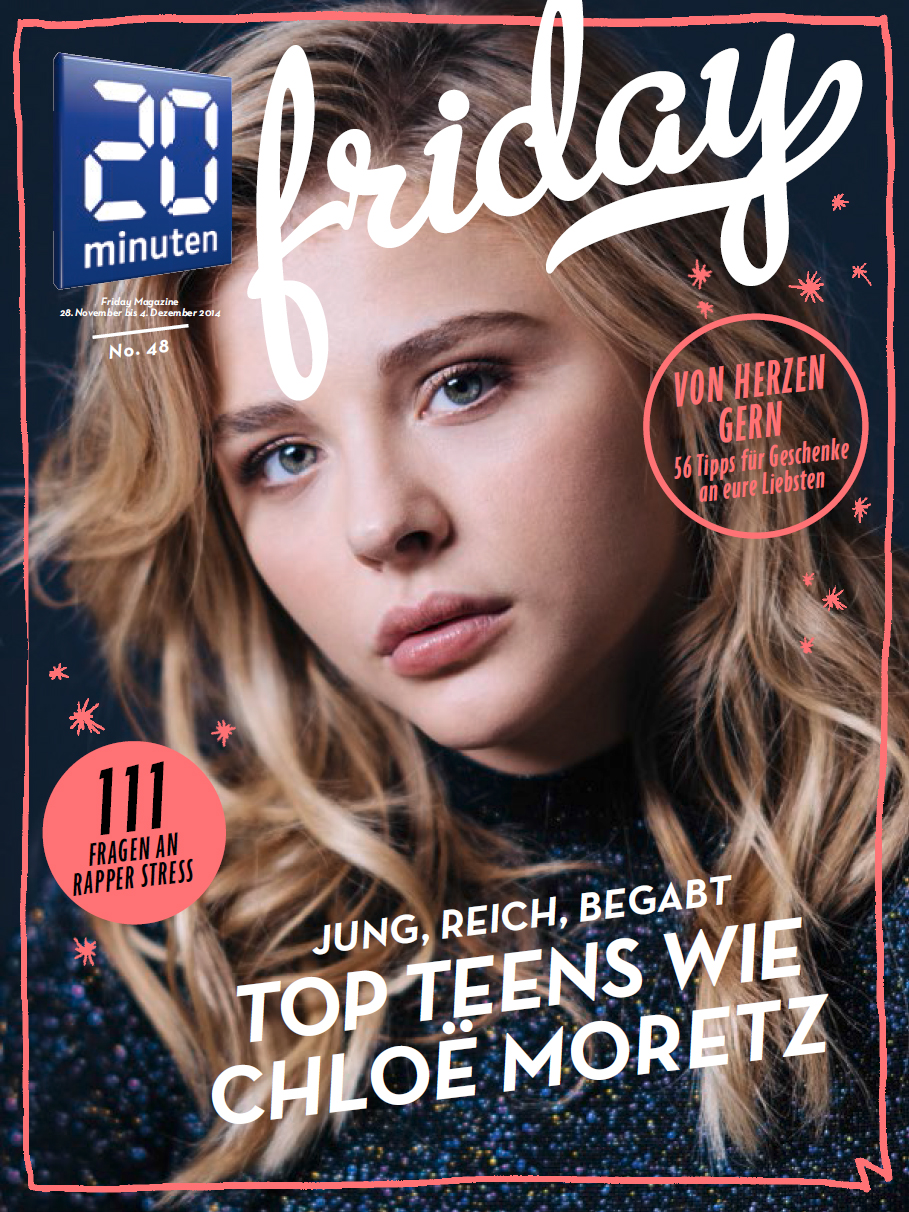 20
minuten
friday
Friday Magazine
28. November bis 4. Dezember 2014
No. 48
VON HERZEN
GERN
56 Tipps für Geschenke
an eure Liebsten
111
FRAGEN AN
RAPPER STRESS
JUNG, REICH, BEGABT
TOP TEENS WIE
CHLOË MORETZ